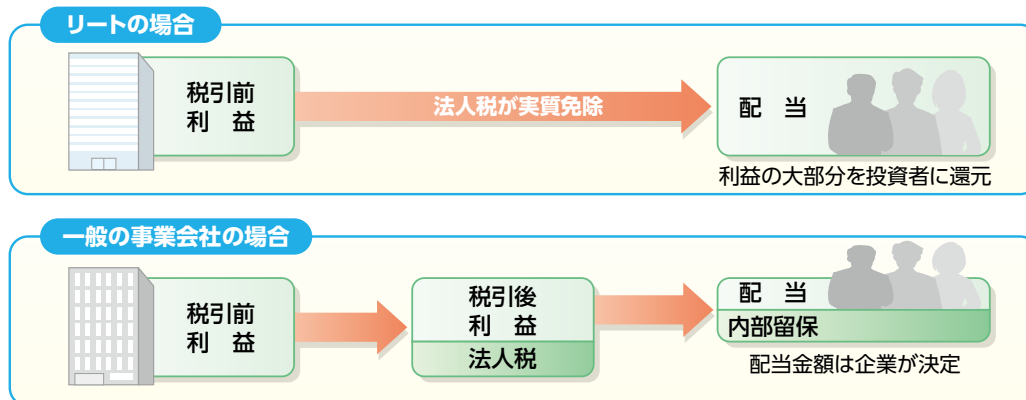 リートの場合
税引前
利　益
法人税が実質免除
配　当
利益の大部分を投資者に還元
一般の事業会社の場合
税引前
利　益
税引後
利　益
法人税
配　当
内部留保
配当金額は企業が決定